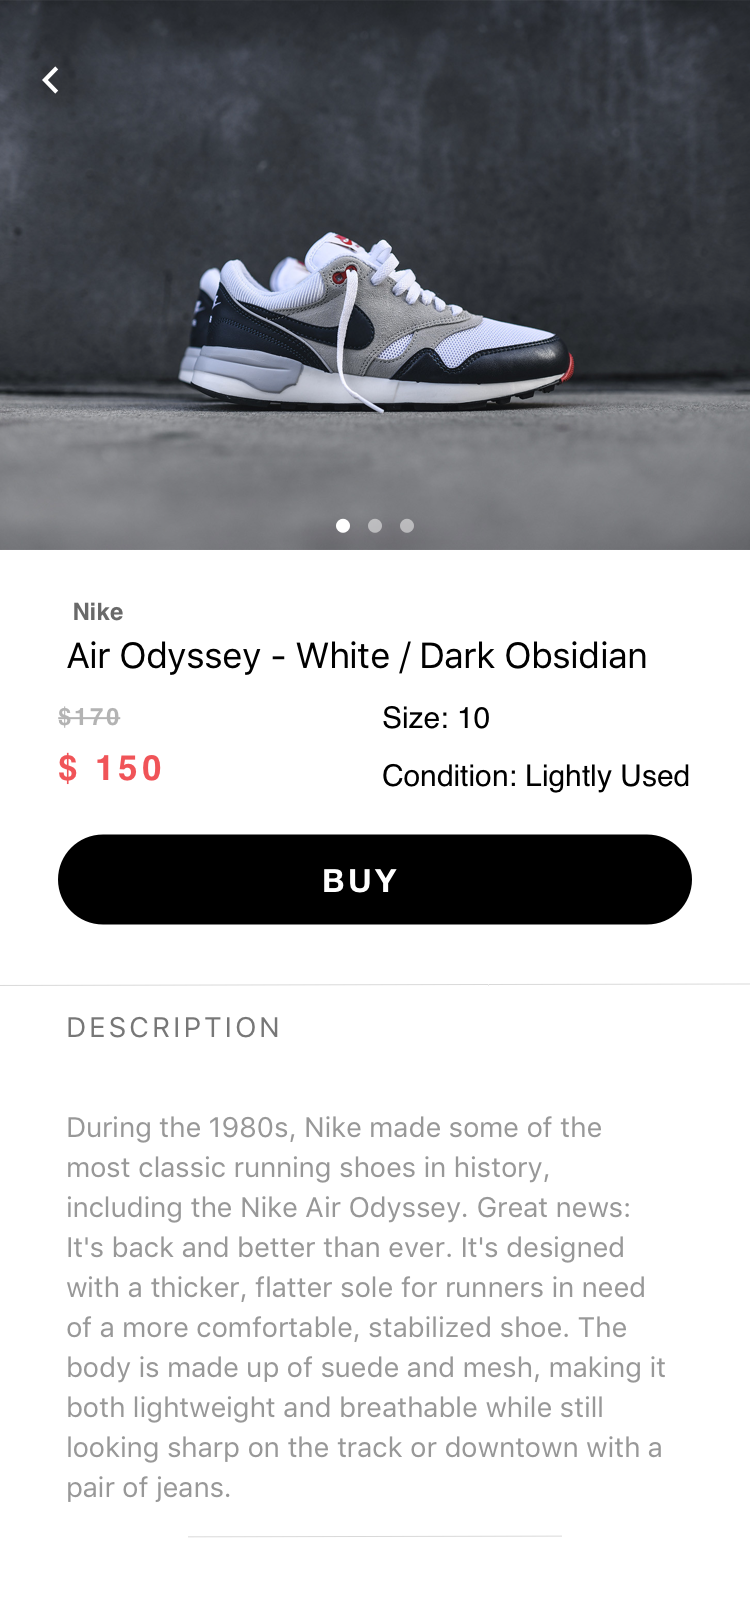 Nike
Air Odyssey - White / Dark Obsidian
$170
Size: 10
$ 150
Condition: Lightly Used
BUY
DESCRIPTION
During the 1980s, Nike made some of the
most classic running shoes in history,
including the Nike Air Odyssey. Great news:
It's back and better than ever. It's designed
with a thicker, flatter sole for runners in need
of a more comfortable, stabilized shoe. The
body is made up of suede and mesh, making it
both lightweight and breathable while still
looking sharp on the track or downtown with a
pair of jeans.